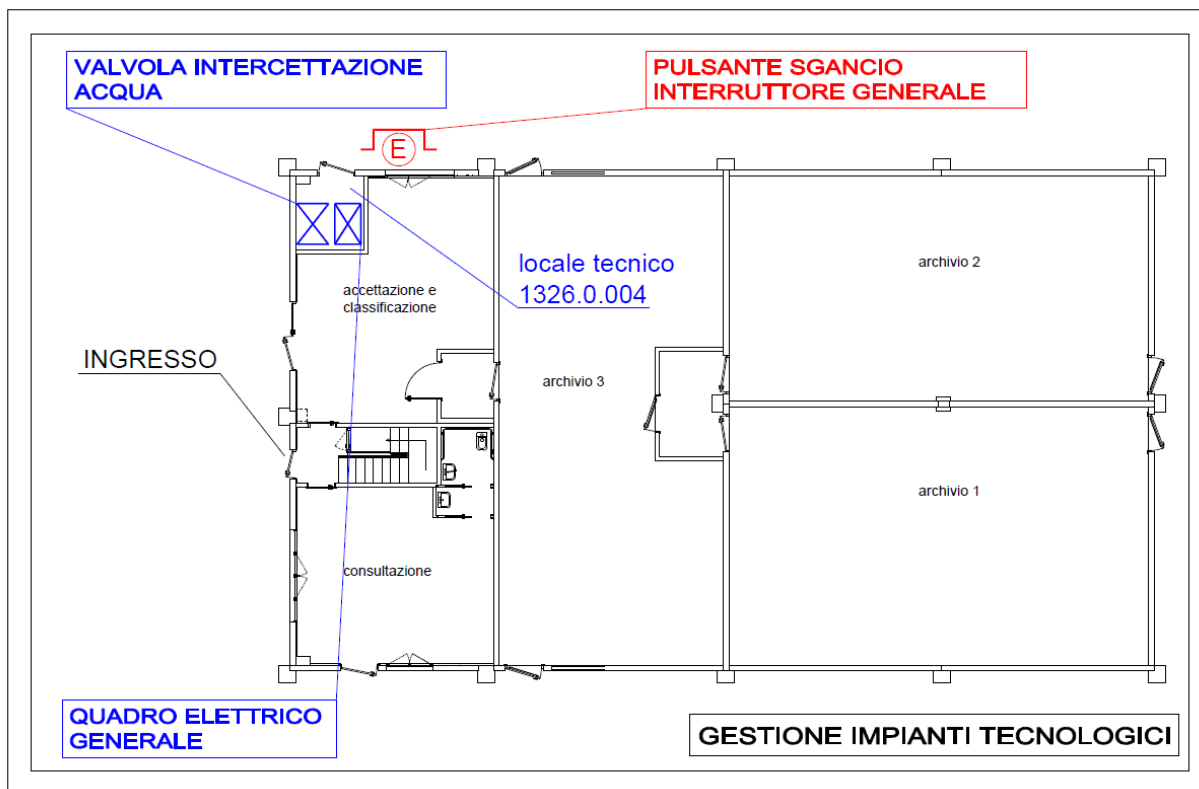 VALVOLA INTERCETTAZIONE
ACQUA
PULSANTE SGANCIO
INTERRUTTORE GENERALE
E
locale tecnico
1326.0.004
archivio 2
accettazione e
classificazione
INGRESSO
archivio 3
archivio 1
consultazione
QUADRO ELETTRICO
GENERALE
GESTIONE IMPIANTI TECNOLOGICI